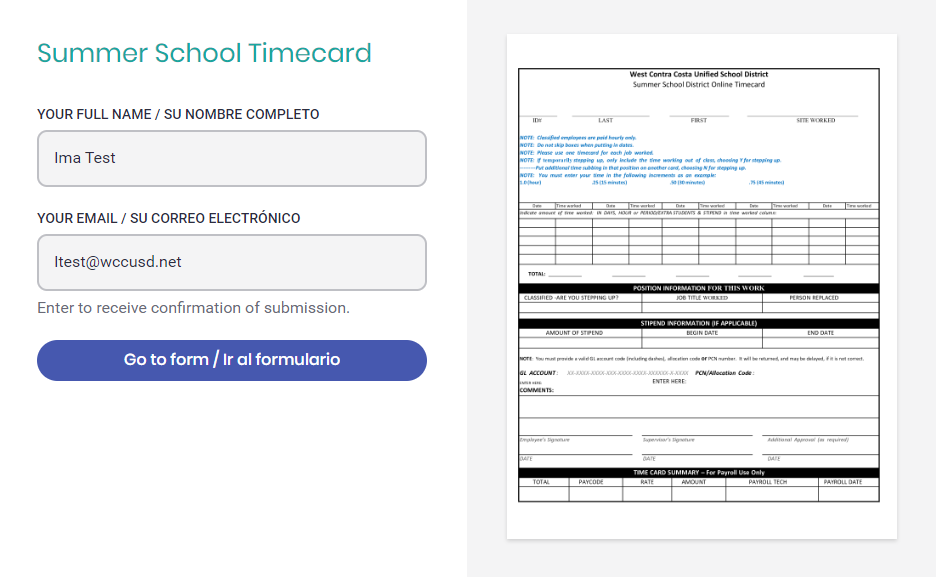 Summer School Timecard
YOUR FULL NAME / SU NOMBRE COMPLETO
Ima Test
YOUR EMAIL / SU CORREO ELECTRÓNICO
Itest@wccusd.net
Enter to receive confirmation of submission.
Go to form / Ir al formulario
West Contra Costa Unified School District
Summer School District Online Timecard
ID# LAST FIRST SITE WORKED
NOTE: Classified employees are paid hourly only.
NOTE: Do not skip boxes when putting in dates.
NOTE: Please use one timecard for each job worked.
NOTE: If temporarily stepping up, only include the time working out of class, choosing Y for stepping up.
----------Put additional time subbing in that position on another card, choosing N for stepping up.
NOTE: You must enter your time in the following increments as an example:
1.0 (hour) .25 (15 minutes) .50 (30 minutes) .75 (45 minutes)
Date Time worked Date Time worked Date Time worked Date Time worked Date Time worked
Indicate amount of time worked: IN DAYS, HOUR or PERIOD/EXTRA STUDENTS & STIPEND in time worked column:
TOTAL:
POSITION INFORMATION FOR THIS WORK
CLASSIFIED -ARE YOU STEPPING UP? JOB TITLE WORKED PERSON REPLACED
STIPEND INFORMATION (IF APPLICABLE)
AMOUNT OF STIPEND BEGIN DATE END DATE
NOTE: You must provide a valid GL account code (including dashes), allocation code or PCN number. It will be returned, and may be delayed, if it is not correct.
GL ACCOUNT: PCN/Allocation Code:
ENTER HERE: ENTER HERE:
COMMENTS:
Employee's Signature Supervisor's Signature Additional Approval (as required)
DATE DATE DATE
TIME CARD SUMMARY – For Payroll Use Only
TOTAL PAYCODE RATE AMOUNT PAYROLL TECH PAYROLL DATE